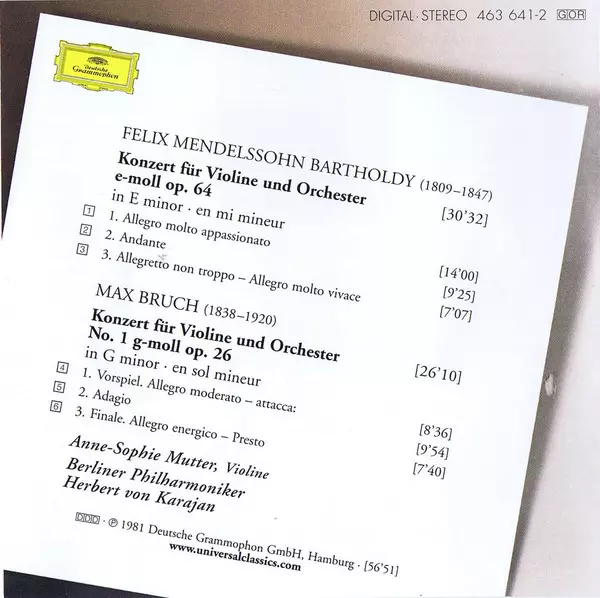 DIGITAL · STEREO 463 641-2 GOR
Deutsche
Grammophon
FELIX MENDELSSOHN BARTHOLDY (1809–1847)
Konzert für Violine und Orchester
e-moll op. 64 [30'32]
in E minor · en mi mineur
1 1. Allegro molto appassionato [14'00]
2 2. Andante [9'25]
3 3. Allegretto non troppo – Allegro molto vivace [7'07]
MAX BRUCH (1838–1920)
Konzert für Violine und Orchester
No. 1 g-moll op. 26 [26'10]
in G minor · en sol mineur
4 1. Vorspiel. Allegro moderato – attacca: [8'36]
5 2. Adagio [9'54]
6 3. Finale. Allegro energico – Presto [7'40]
Anne-Sophie Mutter, Violine
Berliner Philharmoniker
Herbert von Karajan
DDD · ℗ 1981 Deutsche Grammophon GmbH, Hamburg · [56'51]
www.universalclassics.com